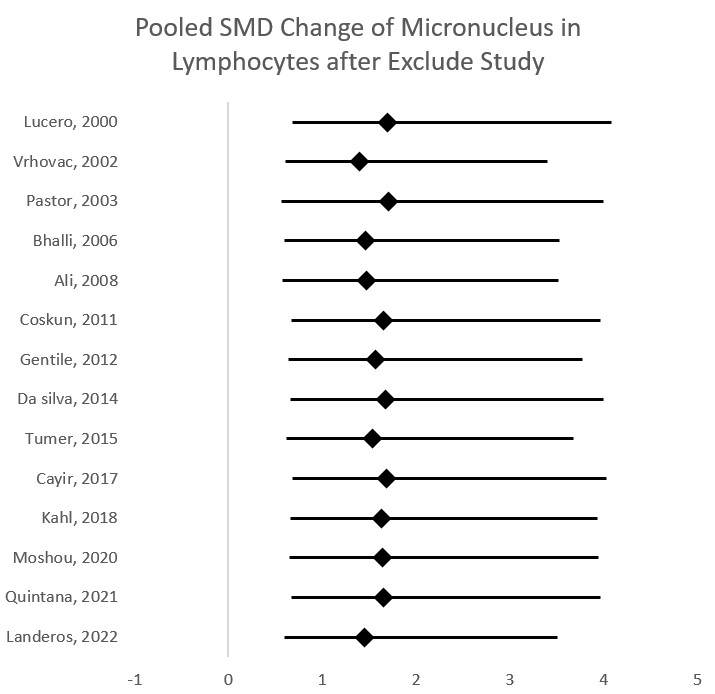 Pooled SMD Change of Micronucleus in
Lymphocytes after Exclude Study
Lucero, 2000
Vrhovac, 2002
Pastor, 2003
Bhalli, 2006
Ali, 2008
Coskun, 2011
Gentile, 2012
Da silva, 2014
Tumer, 2015
Cayir, 2017
Kahl, 2018
Moshou, 2020
Quintana, 2021
Landeros, 2022
-1 0 1 2 3 4 5